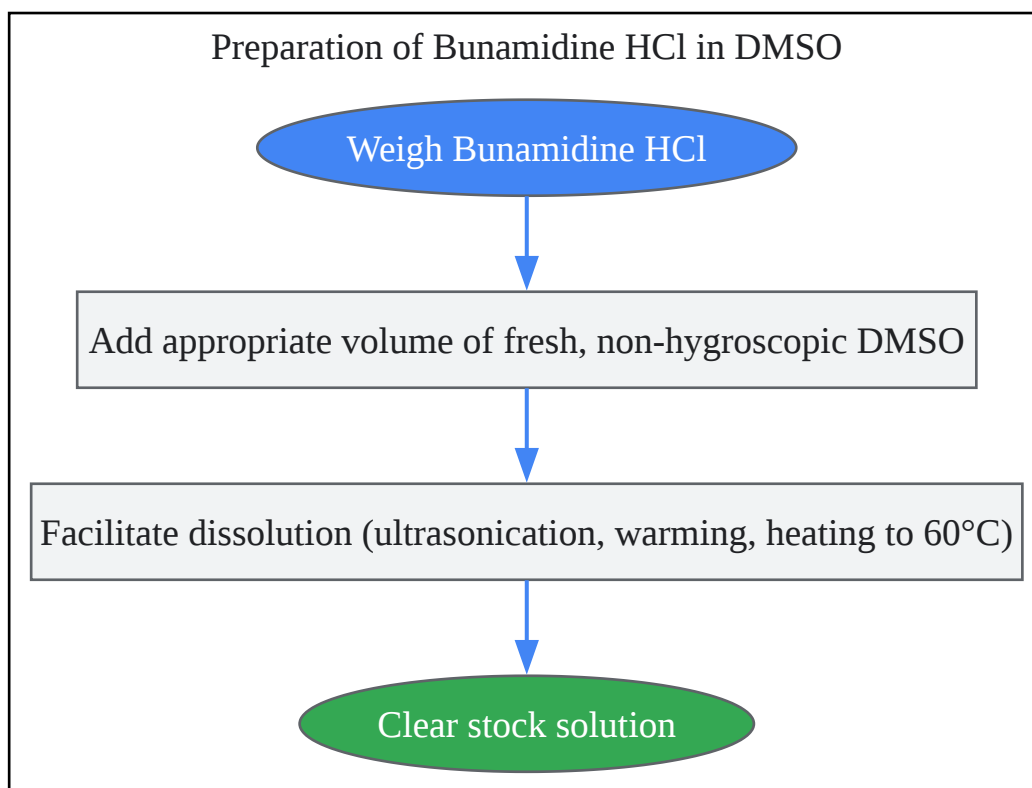 Preparation of Bunamidine HCl in DMSO
Weigh Bunamidine HCl
Add appropriate volume of fresh, non-hygroscopic DMSO
Facilitate dissolution (ultrasonication, warming, heating to 60°C)
Clear stock solution